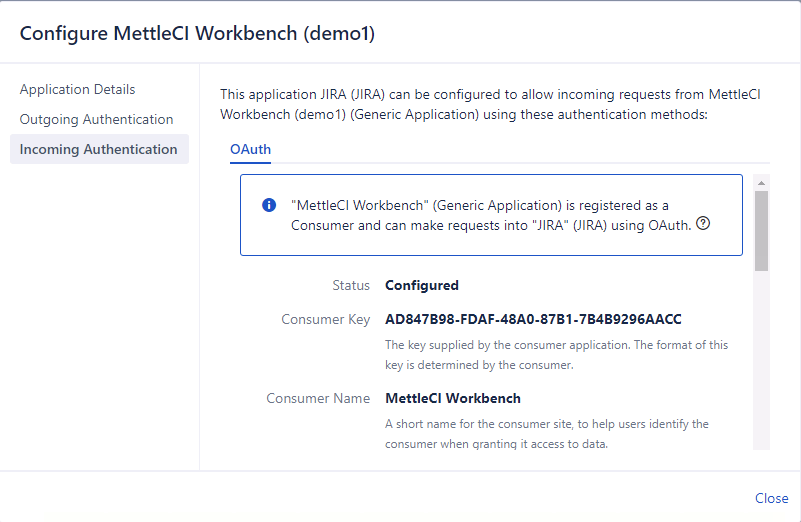 Configure MettleCI Workbench (demo1)
Application Details
Outgoing Authentication
Incoming Authentication
This application JIRA (JIRA) can be configured to allow incoming requests from MettleCI
Workbench (demo1) (Generic Application) using these authentication methods:
OAuth
"MettleCI Workbench" (Generic Application) is registered as a
Consumer and can make requests into "JIRA" (JIRA) using OAuth.
Status Configured
Consumer Key AD847B98-FDAF-48A0-87B1-7B4B9296AACC
The key supplied by the consumer application. The format of this
key is determined by the consumer.
Consumer Name MettleCI Workbench
A short name for the consumer site, to help users identify the
consumer when granting it access to data.
Close